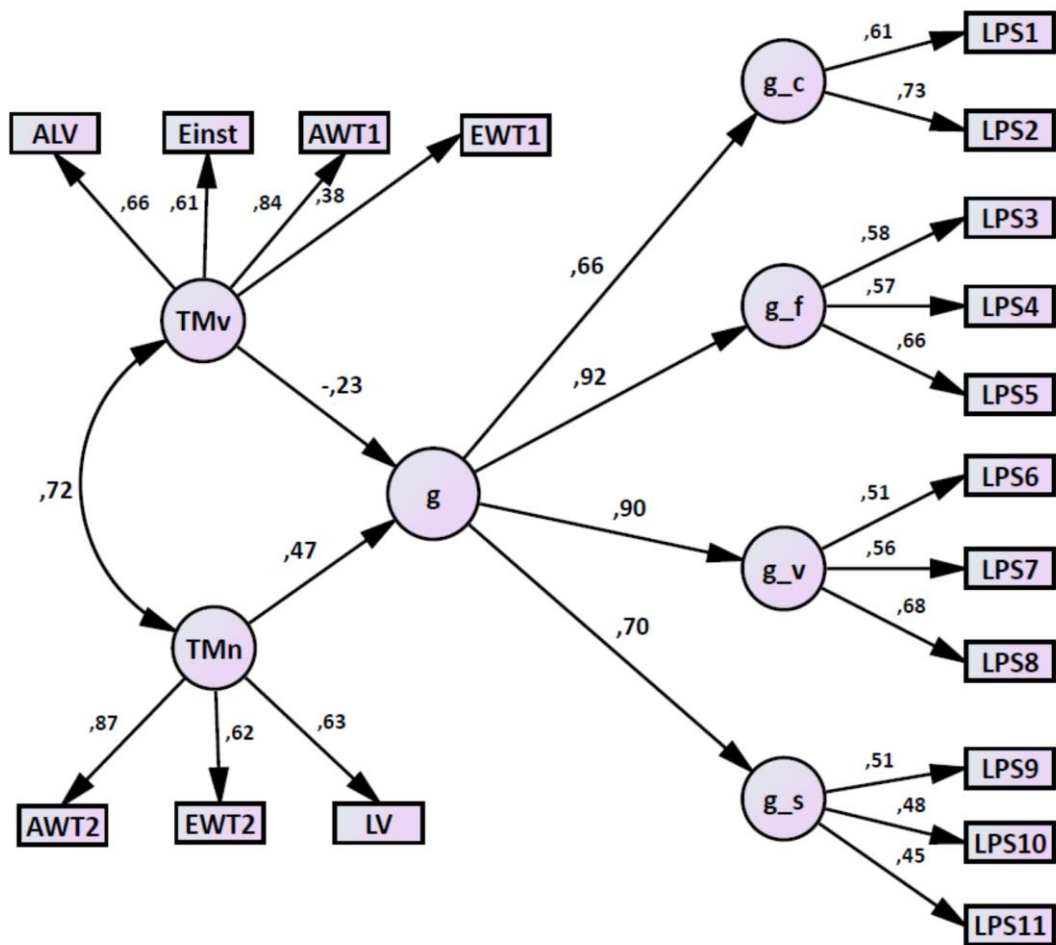 LPS1
,61
g_c
,73
LPS2
ALV
Einst
AWT1
EWT1
,66
,61
,84
,38
LPS3
,58
,66
g_f
,57
LPS4
TMv
,66
LPS5
-,23
,92
LPS6
,72
g
,90
,51
,47
g_v
,56
LPS7
,70
,68
TMn
LPS8
,87
,62
,63
,51
LPS9
g_s
,48
AWT2
EWT2
LV
LPS10
,45
LPS11